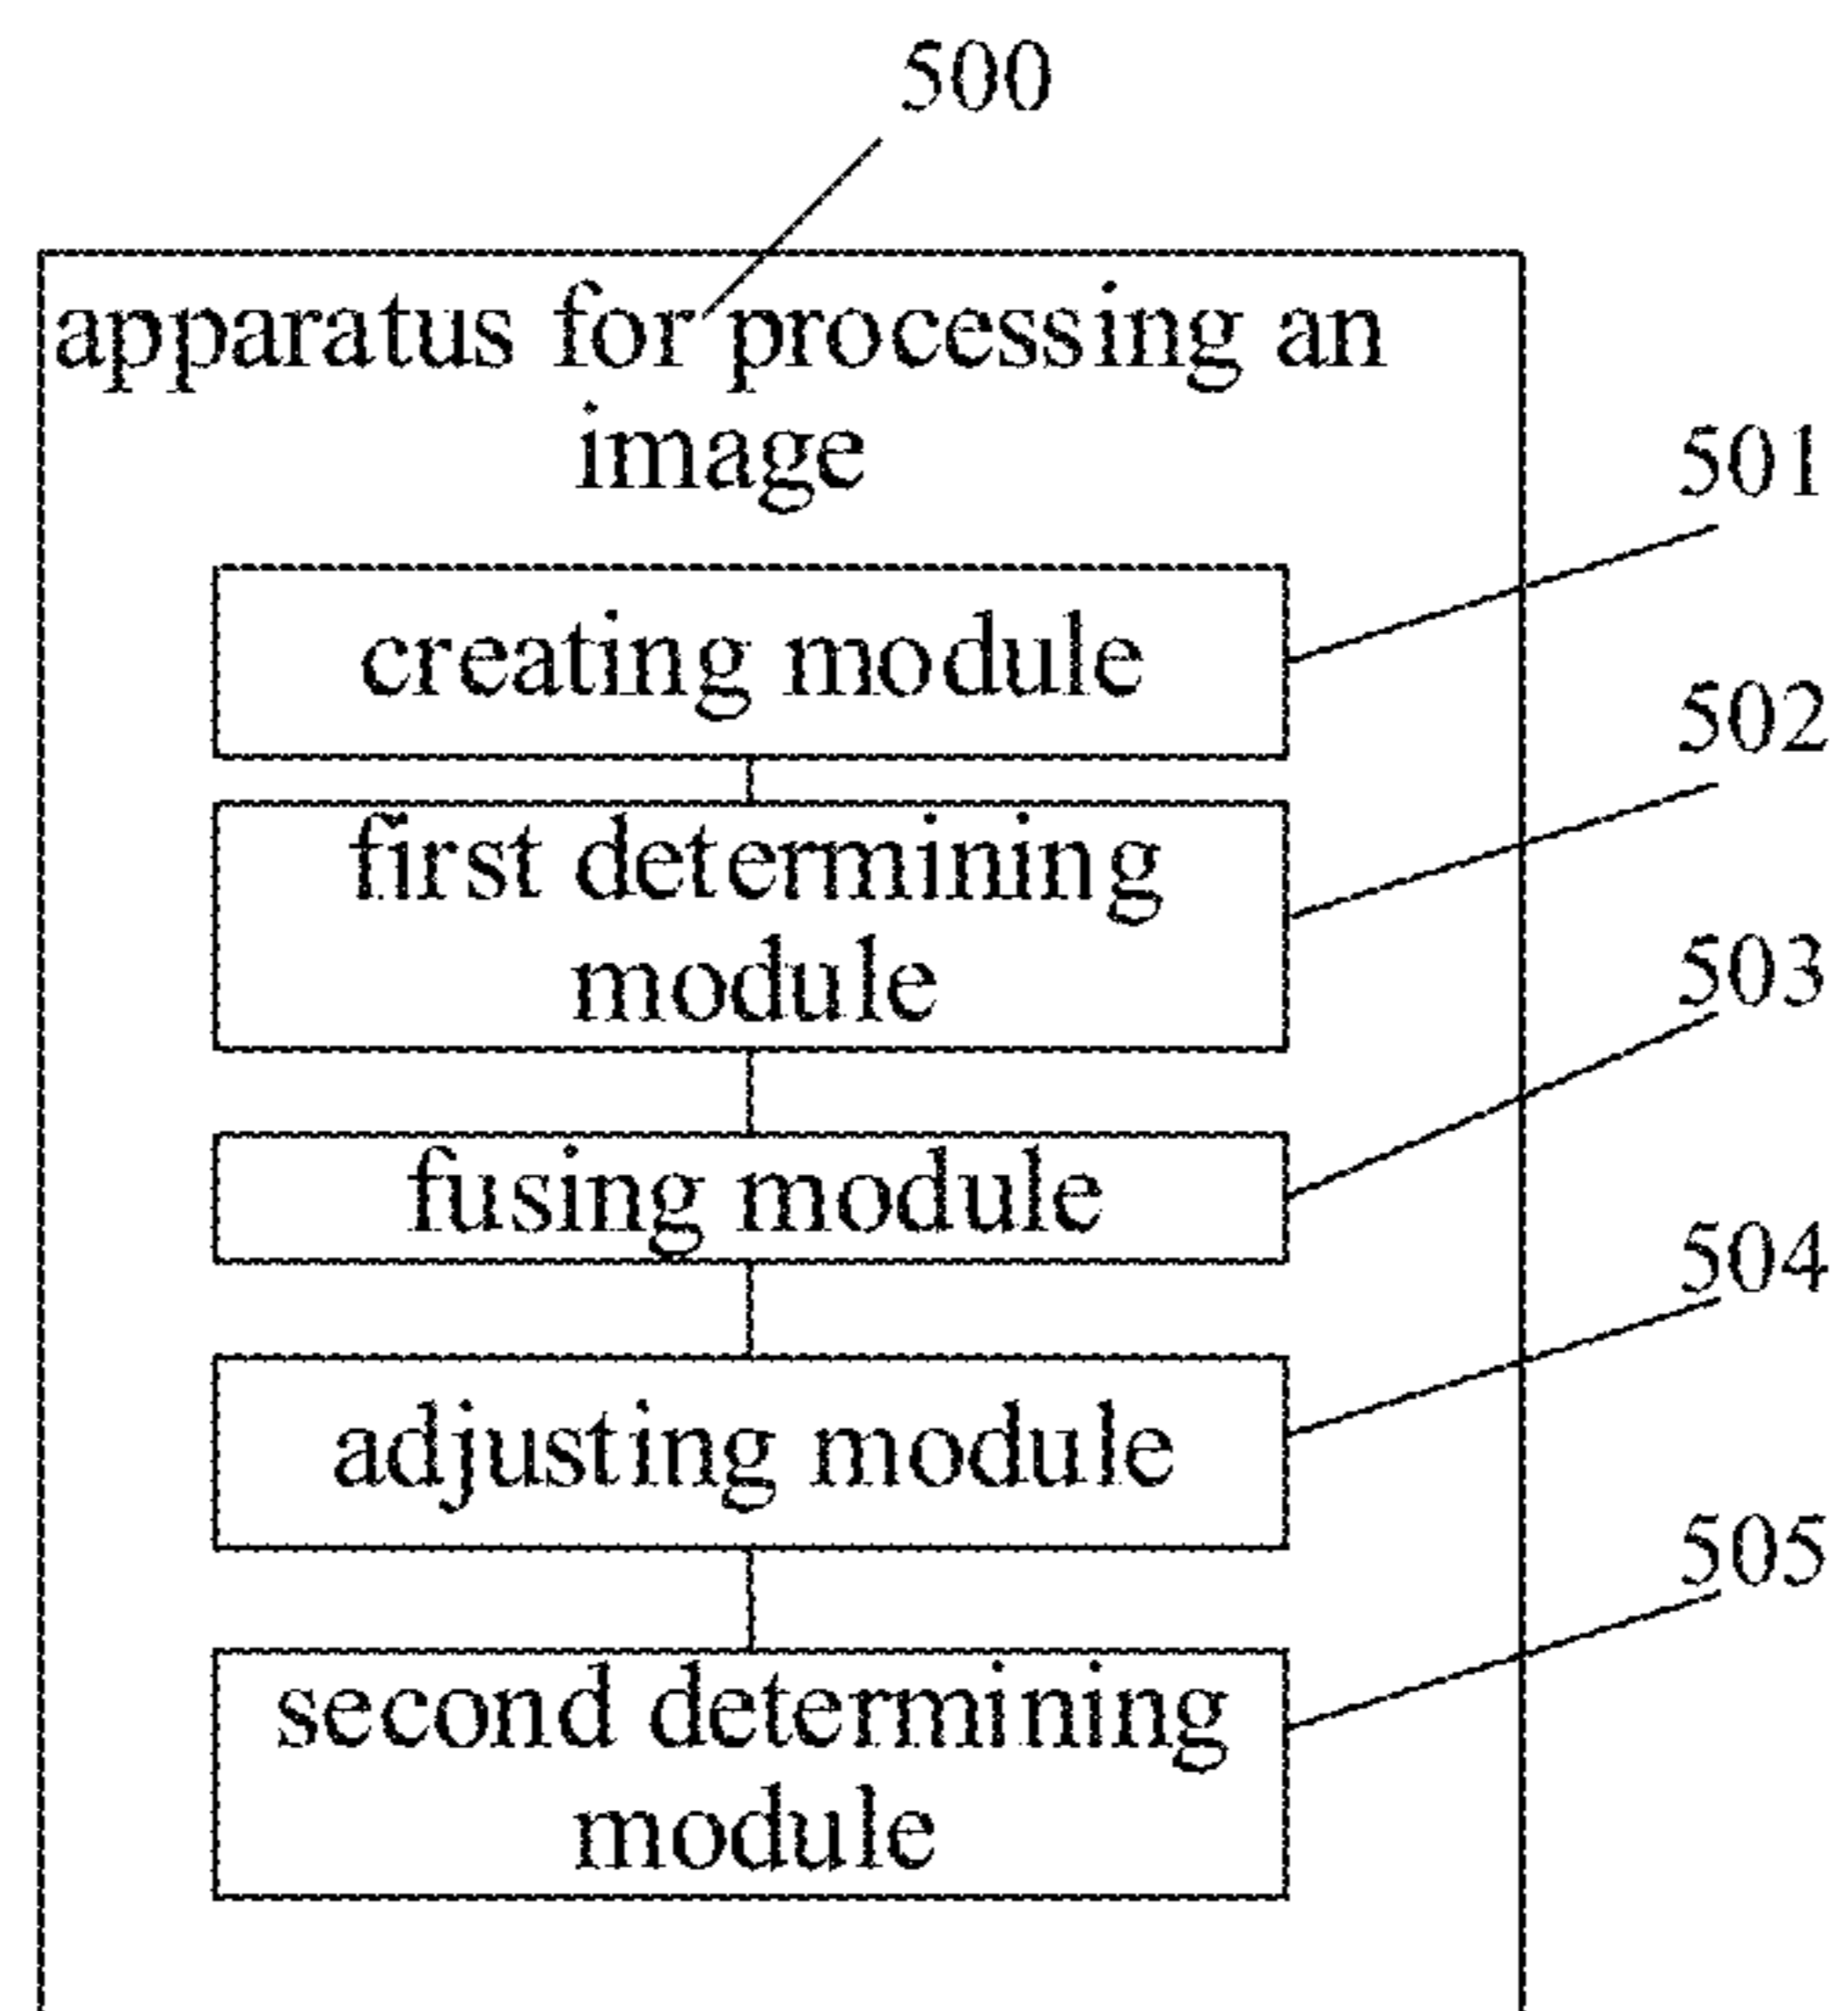 500
apparatus for processing an
image
501
creating module
502
first determining
module
503
fusing module
504
adjusting module
505
second determining
module